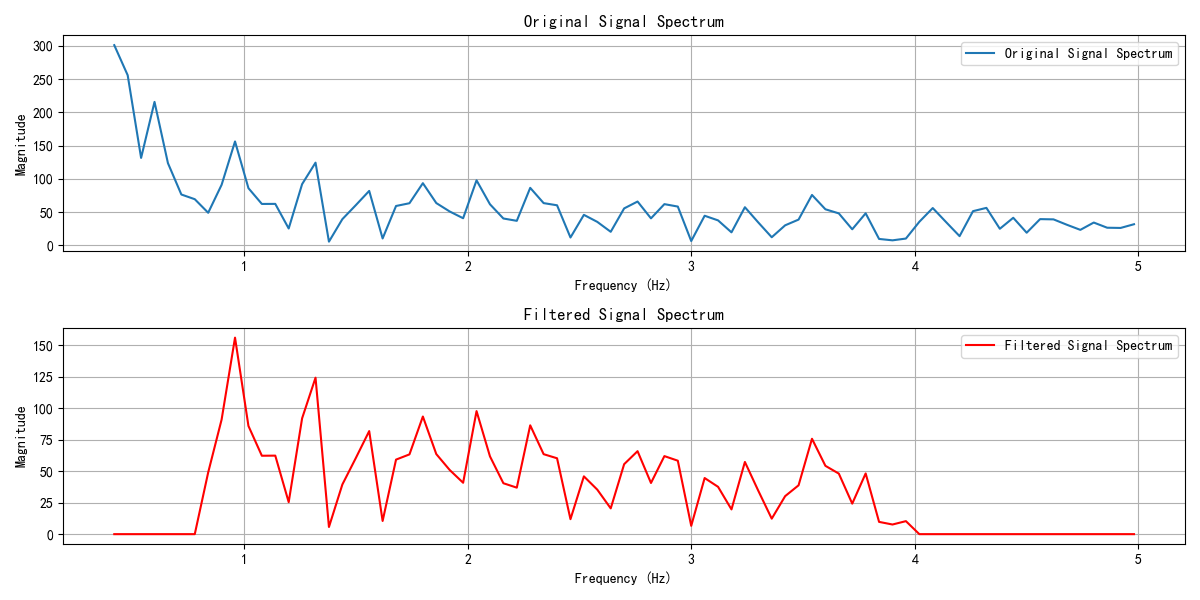 Original Signal Spectrum
Original Signal Spectrum
300
250
200
150
100
50
0
Magnitude
1 2 3 4 5
Frequency (Hz)
Filtered Signal Spectrum
Filtered Signal Spectrum
150
125
100
75
50
25
0
Magnitude
1 2 3 4 5
Frequency (Hz)